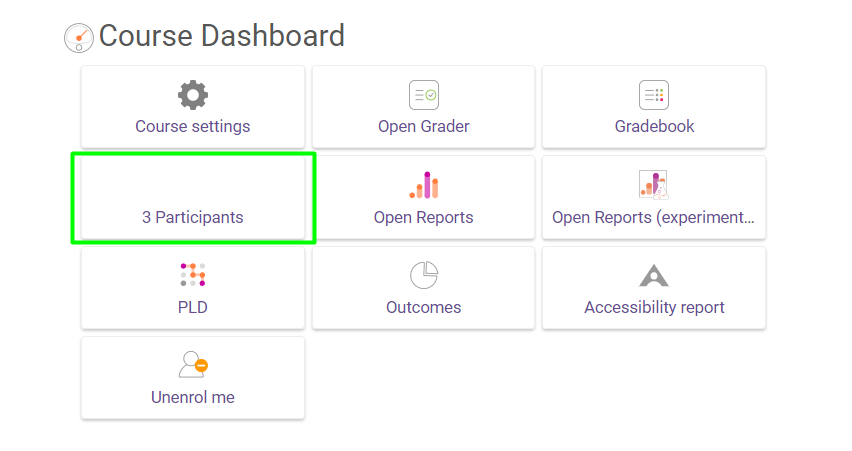 Course Dashboard
Course settings
Open Grader
Gradebook
3 Participants
Open Reports
Open Reports (experiment...
PLD
Outcomes
Accessibility report
Unenrol me